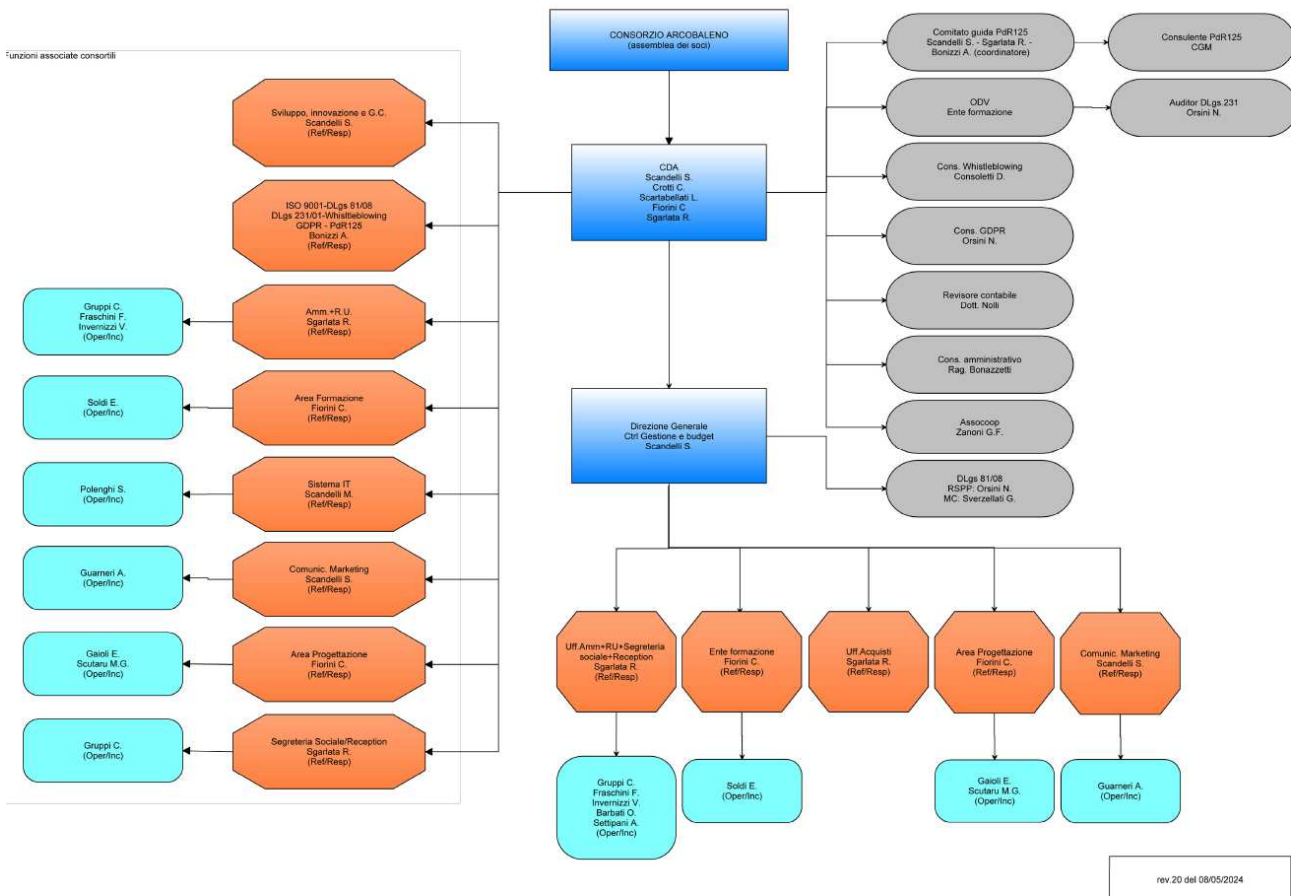 CONSORZIO ARCOBALENO
(assemblea dei soci)
Comitato guida PdR125
Scandelli S. - Sgarlata R. -
Bonizzi A. (coordinatore)
Consulente PdR125
CGM
Funzioni associate consortili
Sviluppo, innovazione e G.C.
Scandelli S.
(Ref/Resp)
ODV
Ente formazione
Auditor DLgs.231
Orsini N.
CDA
Scandelli S.
Crotti C.
Scartabellati L.
Fiorini C
Sgarlata R.
Cons. Whistleblowing
Consoletti D.
ISO 9001-DLgs 81/08
DLgs 231/01-Whisltleblowing
GDPR - PdR125
Bonizzi A.
(Ref/Resp)
Cons. GDPR
Orsini N.
Gruppi C.
Fraschini F.
Invernizzi V.
(Oper/Inc)
Amm.+R.U.
Sgarlata R.
(Ref/Resp)
Revisore contabile
Dott. Nolli
Cons. amministrativo
Rag. Bonazzetti
Soldi E.
(Oper/Inc)
Area Formazione
Fiorini C.
(Ref/Resp)
Direzione Generale
Ctrl Gestione e budget
Scandelli S.
Assocoop
Zanoni G.F.
Polenghi S.
(Oper/Inc)
Sistema IT
Scandelli M.
(Ref/Resp)
DLgs 81/08
RSPP: Orsini N.
MC: Sverzellati G.
Guarneri A.
(Oper/Inc)
Comunic. Marketing
Scandelli S.
(Ref/Resp)
Gaioli E.
Scutaru M.G.
(Oper/Inc)
Area Progettazione
Fiorini C.
(Ref/Resp)
Uff.Amm+RU+Segreteria
sociale+Reception
Sgarlata R.
(Ref/Resp)
Ente formazione
Fiorini C.
(Ref/Resp)
Uff.Acquisti
Sgarlata R.
(Ref/Resp)
Area Progettazione
Fiorini C.
(Ref/Resp)
Comunic. Marketing
Scandelli S.
(Ref/Resp)
Gruppi C.
(Oper/Inc)
Segreteria Sociale/Reception
Sgarlata R.
(Ref/Resp)
Gruppi C.
Fraschini F.
Invernizzi V.
Barbati O.
Settipani A.
(Oper/Inc)
Soldi E.
(Oper/Inc)
Gaioli E.
Scutaru M.G.
(Oper/Inc)
Guarneri A.
(Oper/Inc)
rev.20 del 08/05/2024